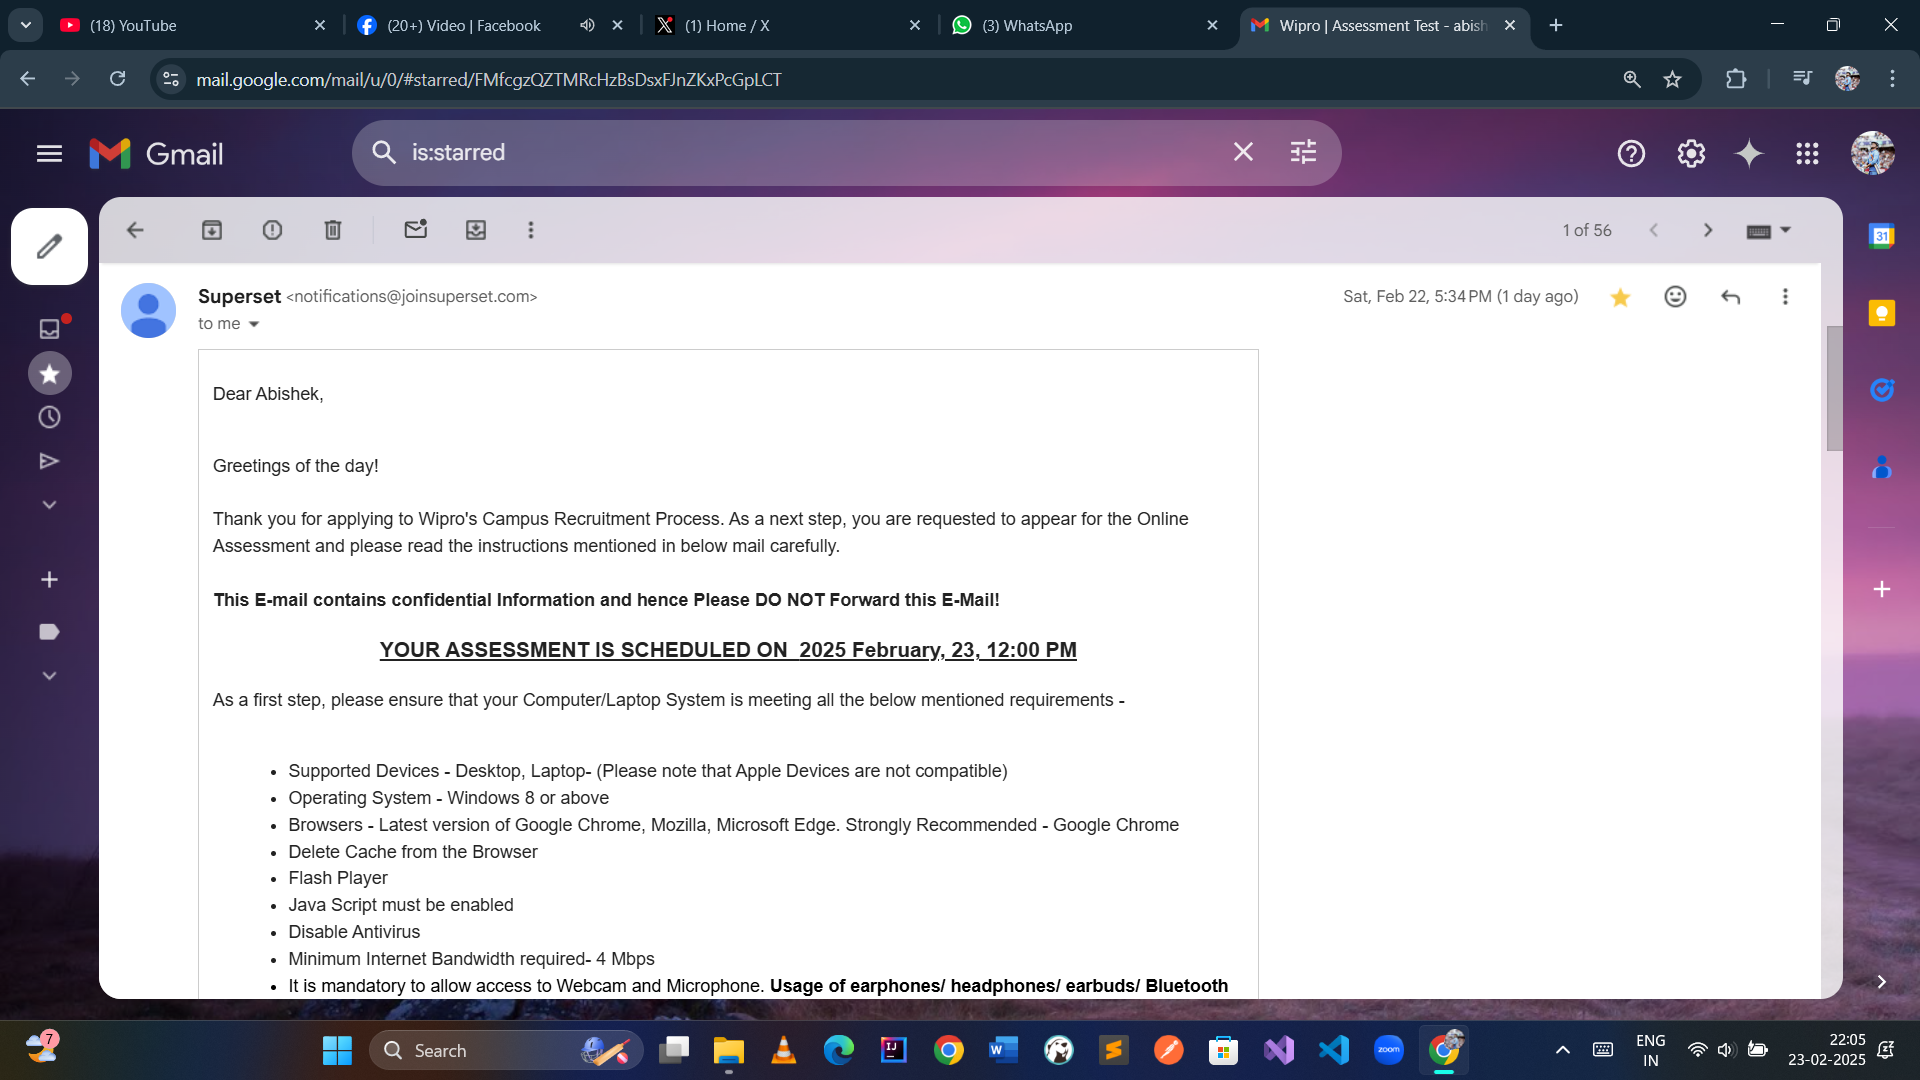 (18) YouTube
(20+) Video | Facebook
(1) Home / X
(3) WhatsApp
Wipro | Assessment Test - abish
mail.google.com/mail/u/0/#starred/FMfcgzQZTMRcHzBsDsxFJnZKxPcGpLCT
Gmail
is:starred
1 of 56
31
Superset <notifications@joinsuperset.com>
Sat, Feb 22, 5:34 PM (1 day ago)
to me
Dear Abishek,
Greetings of the day!
Thank you for applying to Wipro's Campus Recruitment Process. As a next step, you are requested to appear for the Online
Assessment and please read the instructions mentioned in below mail carefully.
This E-mail contains confidential Information and hence Please DO NOT Forward this E-Mail!
YOUR ASSESSMENT IS SCHEDULED ON  2025 February, 23, 12:00 PM
As a first step, please ensure that your Computer/Laptop System is meeting all the below mentioned requirements -
• Supported Devices - Desktop, Laptop- (Please note that Apple Devices are not compatible)
• Operating System - Windows 8 or above
• Browsers - Latest version of Google Chrome, Mozilla, Microsoft Edge. Strongly Recommended - Google Chrome
• Delete Cache from the Browser
• Flash Player
• Java Script must be enabled
• Disable Antivirus
• Minimum Internet Bandwidth required- 4 Mbps
• It is mandatory to allow access to Webcam and Microphone. Usage of earphones/ headphones/ earbuds/ Bluetooth
7
Search
IJ
W
zoom
ENG
IN
22:05
23-02-2025